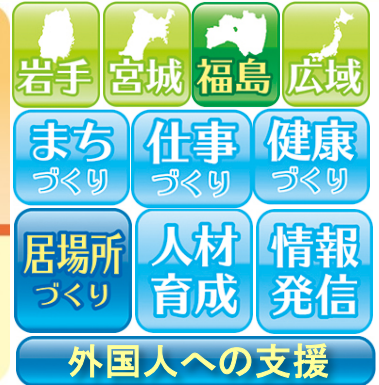 岩手 宮城 福島 広域
まち 仕事 健康
づくり づくり づくり
居場所 人材 情報
づくり 育成 発信
外国人への支援